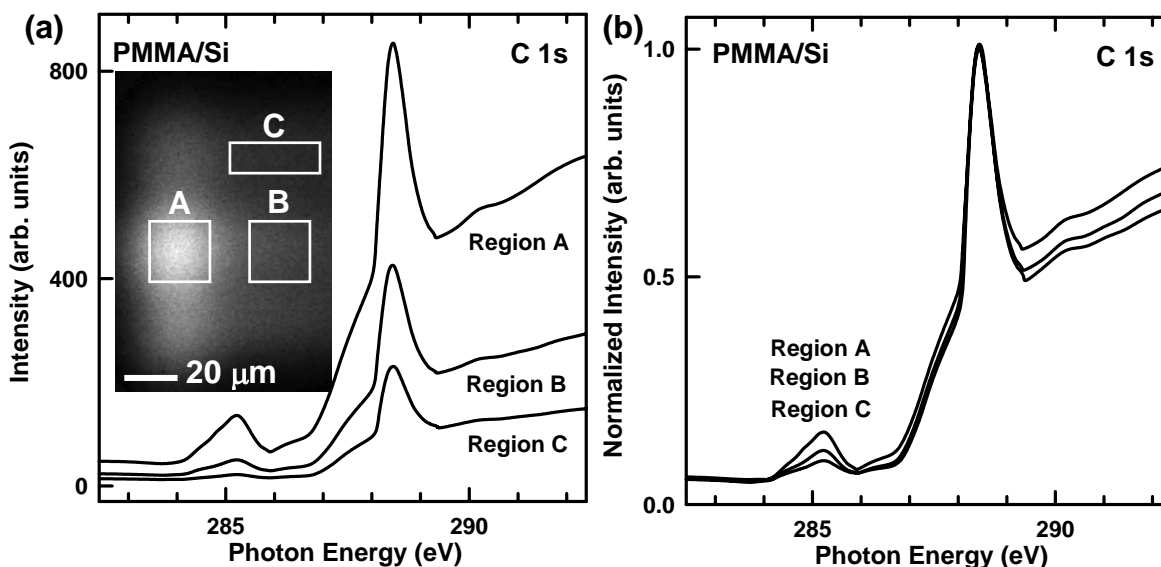 (a)
PMMA/Si
C 1s
800
400
0
Intensity (arb. units)
C
A
B
20 μm
Region A
Region B
Region C
285
290
Photon Energy (eV)
(b)
PMMA/Si
C 1s
1.0
0.5
0.0
Normalized Intensity (arb. units)
Region A
Region B
Region C
285
290
Photon Energy (eV)